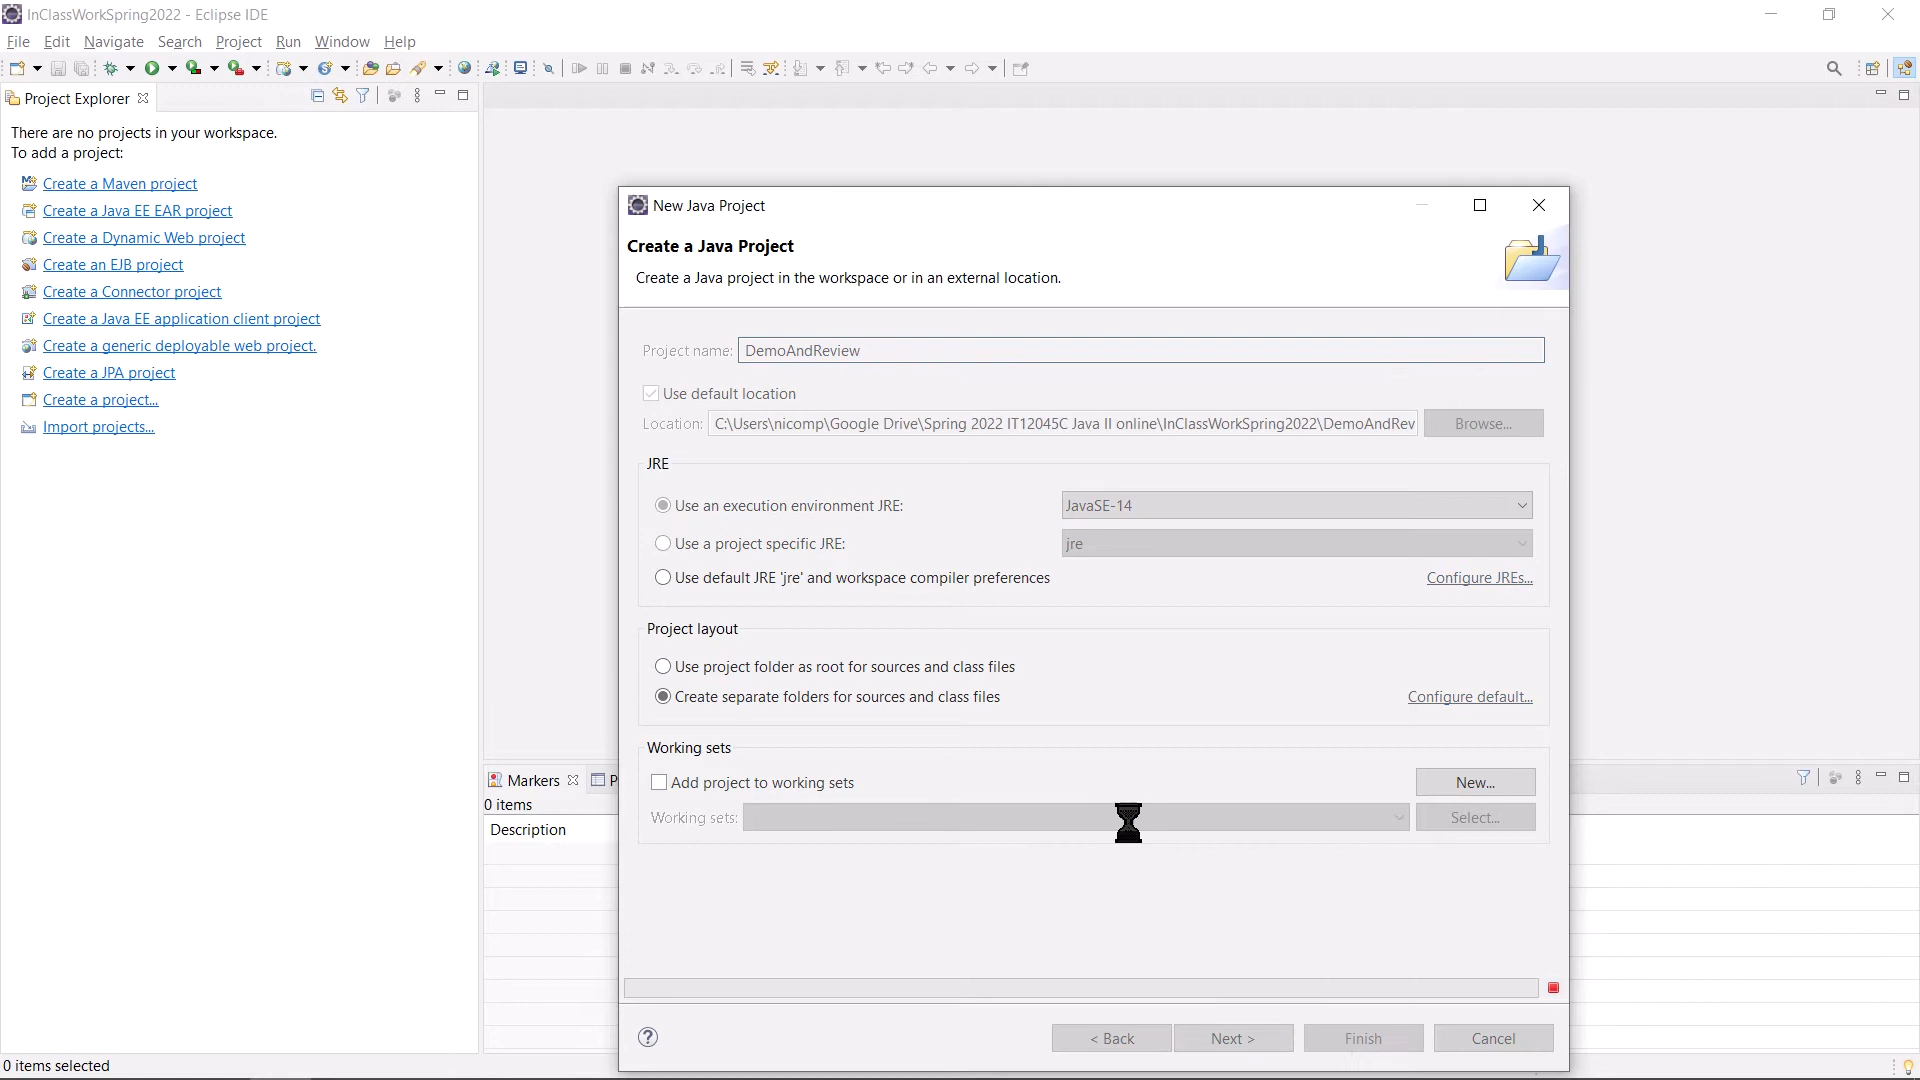 InClassWorkSpring2022 - Eclipse IDE
File Edit Navigate Search Project Run Window Help
Project Explorer
There are no projects in your workspace.
To add a project:
Create a Maven project
Create a Java EE EAR project
Create a Dynamic Web project
Create an EJB project
Create a Connector project
Create a Java EE application client project
Create a generic deployable web project.
Create a JPA project
Create a project...
Import projects...
New Java Project
Create a Java Project
Create a Java project in the workspace or in an external location.
Project name: DemoAndReview
Use default location
Location: C:\Users\nicomp\Google Drive\Spring 2022 IT12045C Java II online\InClassWorkSpring2022\DemoAndRev Browse...
JRE
Use an execution environment JRE: JavaSE-14
Use a project specific JRE: jre
Use default JRE 'jre' and workspace compiler preferences Configure JREs...
Project layout
Use project folder as root for sources and class files
Create separate folders for sources and class files Configure default...
Working sets
Add project to working sets New...
Working sets: Select...
< Back Next > Finish Cancel
Markers P
0 items
Description
0 items selected